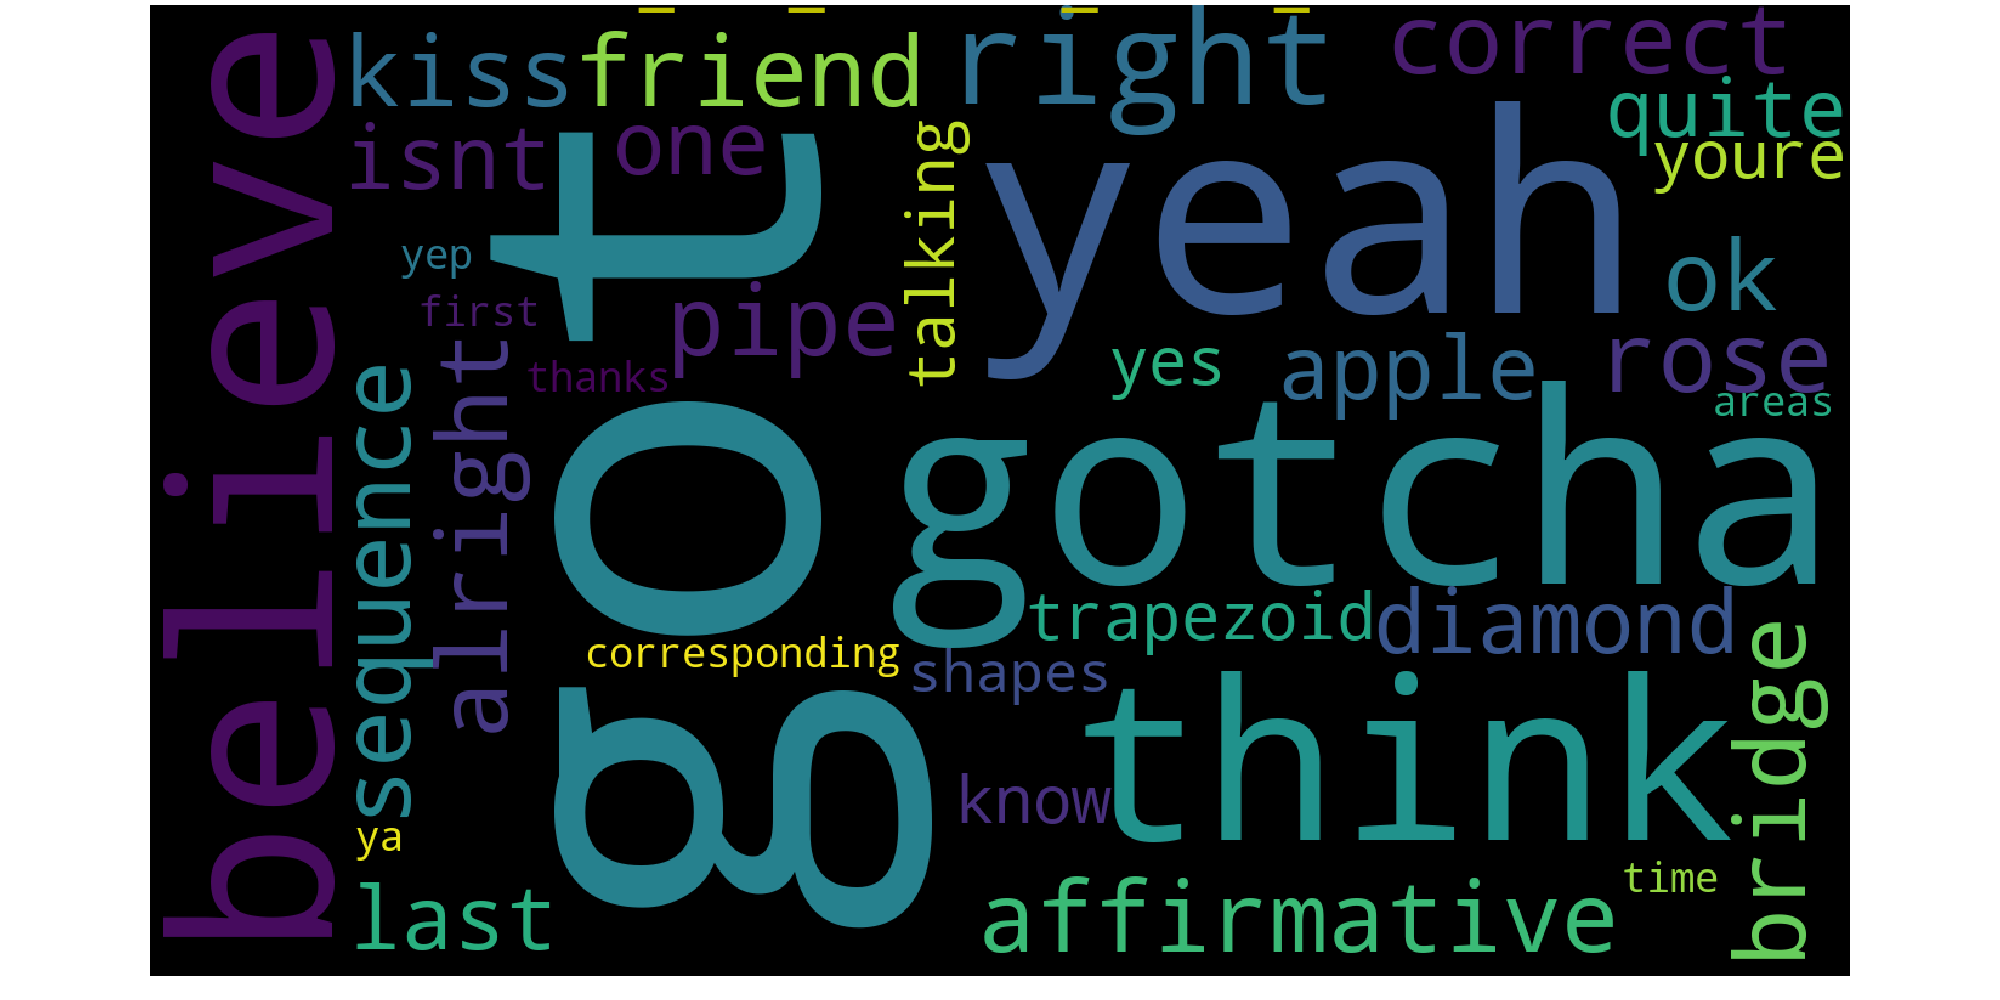 believe
kiss
friend
right
correct
quite
youre
isnt
one
got
talking
yeah
yep
first
pipe
ok
thanks
yes
apple
rose
areas
sequence
alright
gotcha
trapezoid
diamond
corresponding
shapes
think
bridge
know
ya
last
affirmative
time